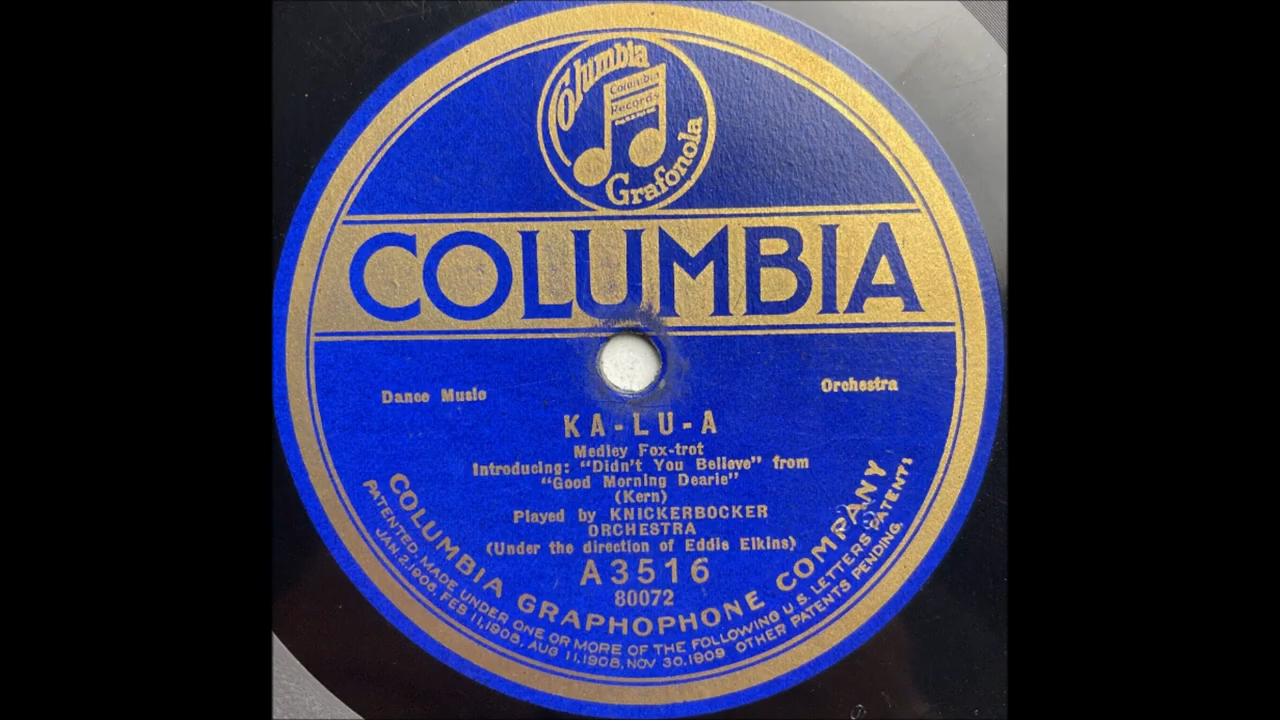 Columbia
Columbia
Records
Grafonola
COLUMBIA
Dance Music
Orchestra
KA-LU-A
Medley Fox-trot
Introducing: "Didn't You Believe" from
"Good Morning Dearie"
(Kern)
Played by KNICKERBOCKER
ORCHESTRA
(Under the direction of Eddie Elkins)
A3516
80072
COLUMBIA GRAPHOPHONE COMPANY
PATENTED, MADE UNDER ONE OR MORE OF THE FOLLOWING U.S. LETTERS PATENT:
JAN. 2, 1906, FEB 11, 1908, AUG 11, 1908, NOV 30, 1909 OTHER PATENTS PENDING.